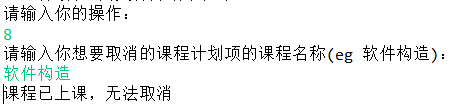 请输入你的操作:
8
请输入你想要取消的课程计划项的课程名称(eg 软件构造):
软件构造
课程已上课，无法取消